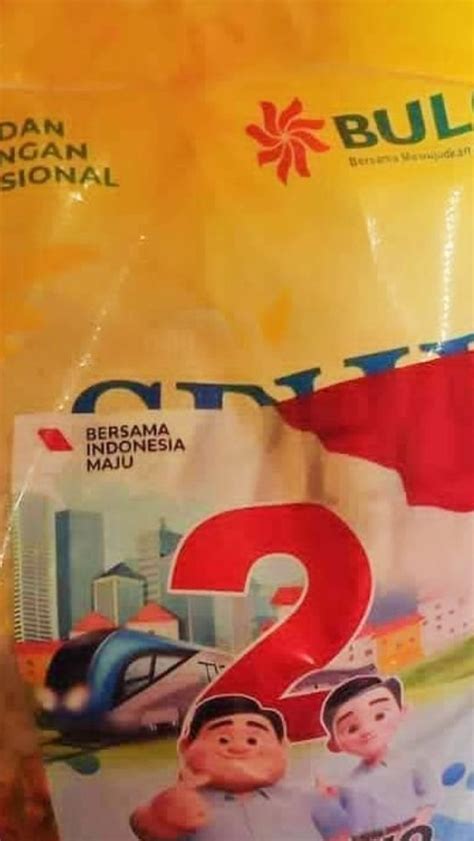 DAN
NGAN
SIONAL
BUL
Bersama Mewujudkan
BERSAMA
INDONESIA
MAJU
2